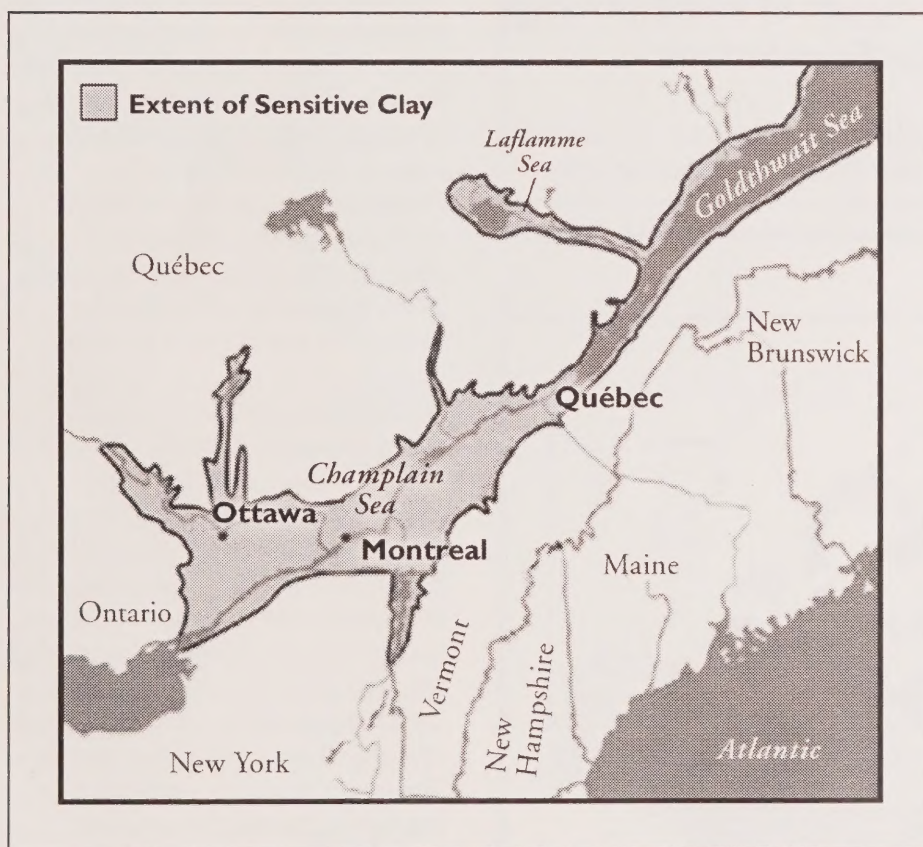 Extent of Sensitive Clay
Laflamme
Sea
Goldthwait Sea
Québec
New
Brunswick
Québec
Champlain
Sea
Ottawa
Montreal
Maine
Ontario
Vermont
New
Hampshire
New York
Atlantic